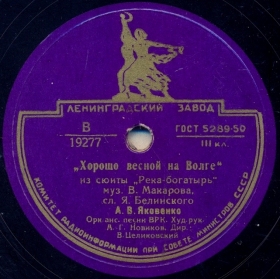 ЛЕНИНГРАДСКИЙ ЗАВОД
В
19277
ГОСТ 5289-50
III кл.
„Хорошо весной на Волге“
из сюиты „Река-богатырь“
муз. В. Макарова,
сл. Я. Белинского
А. В. Яковенко
Орк. анс. песни ВРК. Худ. рук.
А. Г. Новиков. Дир.:
В. Целиковский
КОМИТЕТ РАДИОИНФОРМАЦИИ ПРИ СОВЕТЕ МИНИСТРОВ СССР